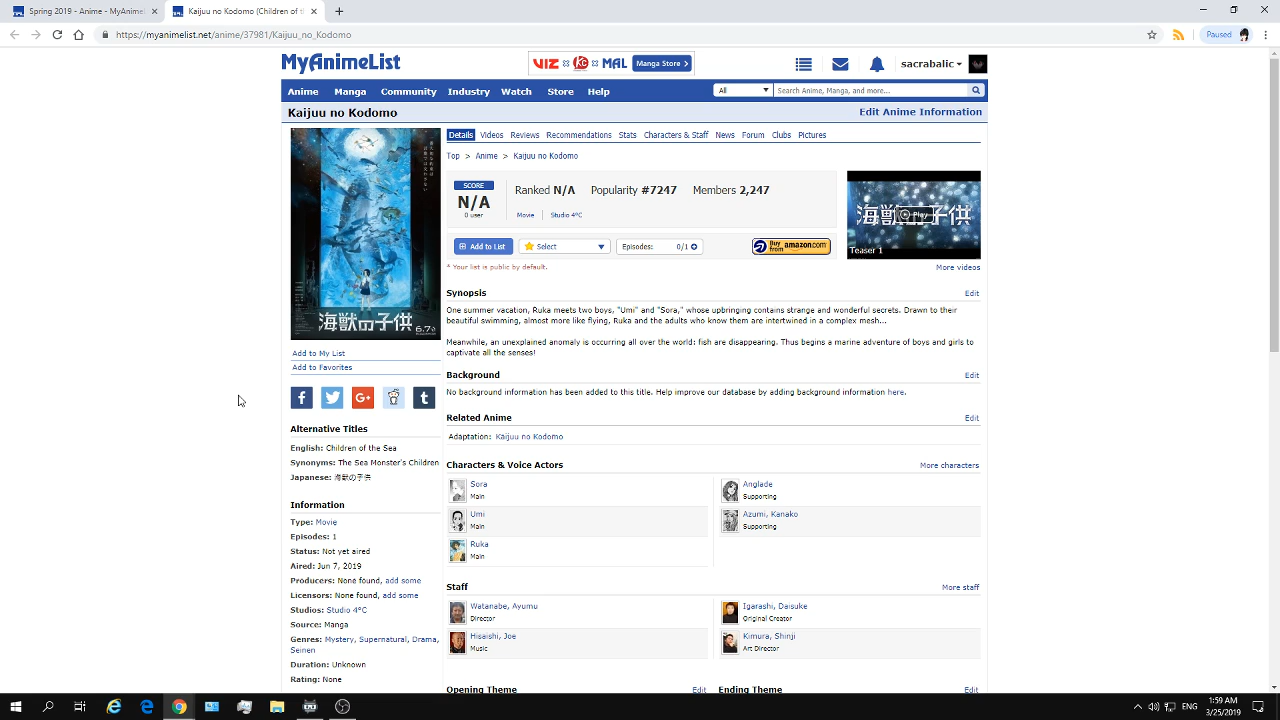 Spring 2019 - Anime - MyAnimeL
Kaijuu no Kodomo (Children of t
https://myanimelist.net/anime/37981/Kaijuu_no_Kodomo
Paused
MyAnimeList
VIZ MAL Manga Store >
sacrabalic
Anime Manga Community Industry Watch Store Help
All
Search Anime, Manga, and more...
Kaijuu no Kodomo
Edit Anime Information
Details Videos Reviews Recommendations Stats Characters & Staff News Forum Clubs Pictures
Top > Anime > Kaijuu no Kodomo
SCORE
N/A
0 user
Ranked N/A Popularity #7247 Members 2,247
Movie | Studio 4°C
Add to List
Select
Episodes: 0/1
Buy from amazon.com
* Your list is public by default.
海獣の子供
Play
Teaser 1
More videos
海獣の子供 6.7
Add to My List
Add to Favorites
Alternative Titles
English: Children of the Sea
Synonyms: The Sea Monster's Children
Japanese: 海獣の子供
Information
Type: Movie
Episodes: 1
Status: Not yet aired
Aired: Jun 7, 2019
Producers: None found, add some
Licensors: None found, add some
Studios: Studio 4°C
Source: Manga
Genres: Mystery, Supernatural, Drama,
Seinen
Duration: Unknown
Rating: None
Synopsis
Edit
One summer vacation, Ruka meets two boys, "Umi" and "Sora," whose upbringing contains strange and wonderful secrets. Drawn to their
beautiful swimming, almost more like flying, Ruka and the adults who know them are intertwined in a complex mesh...
Meanwhile, an unexplained anomaly is occurring all over the world: fish are disappearing. Thus begins a marine adventure of boys and girls to
captivate all the senses!
Background
Edit
No background information has been added to this title. Help improve our database by adding background information here.
Related Anime
Edit
Adaptation: Kaijuu no Kodomo
Characters & Voice Actors
More characters
Sora
Main
Anglade
Supporting
Umi
Main
Azumi, Kanako
Supporting
Ruka
Main
Staff
More staff
Watanabe, Ayumu
Director
Igarashi, Daisuke
Original Creator
Hisaishi, Joe
Music
Kimura, Shinji
Art Director
Opening Theme
Edit
Ending Theme
Edit
ENG
1:59 AM
3/25/2019